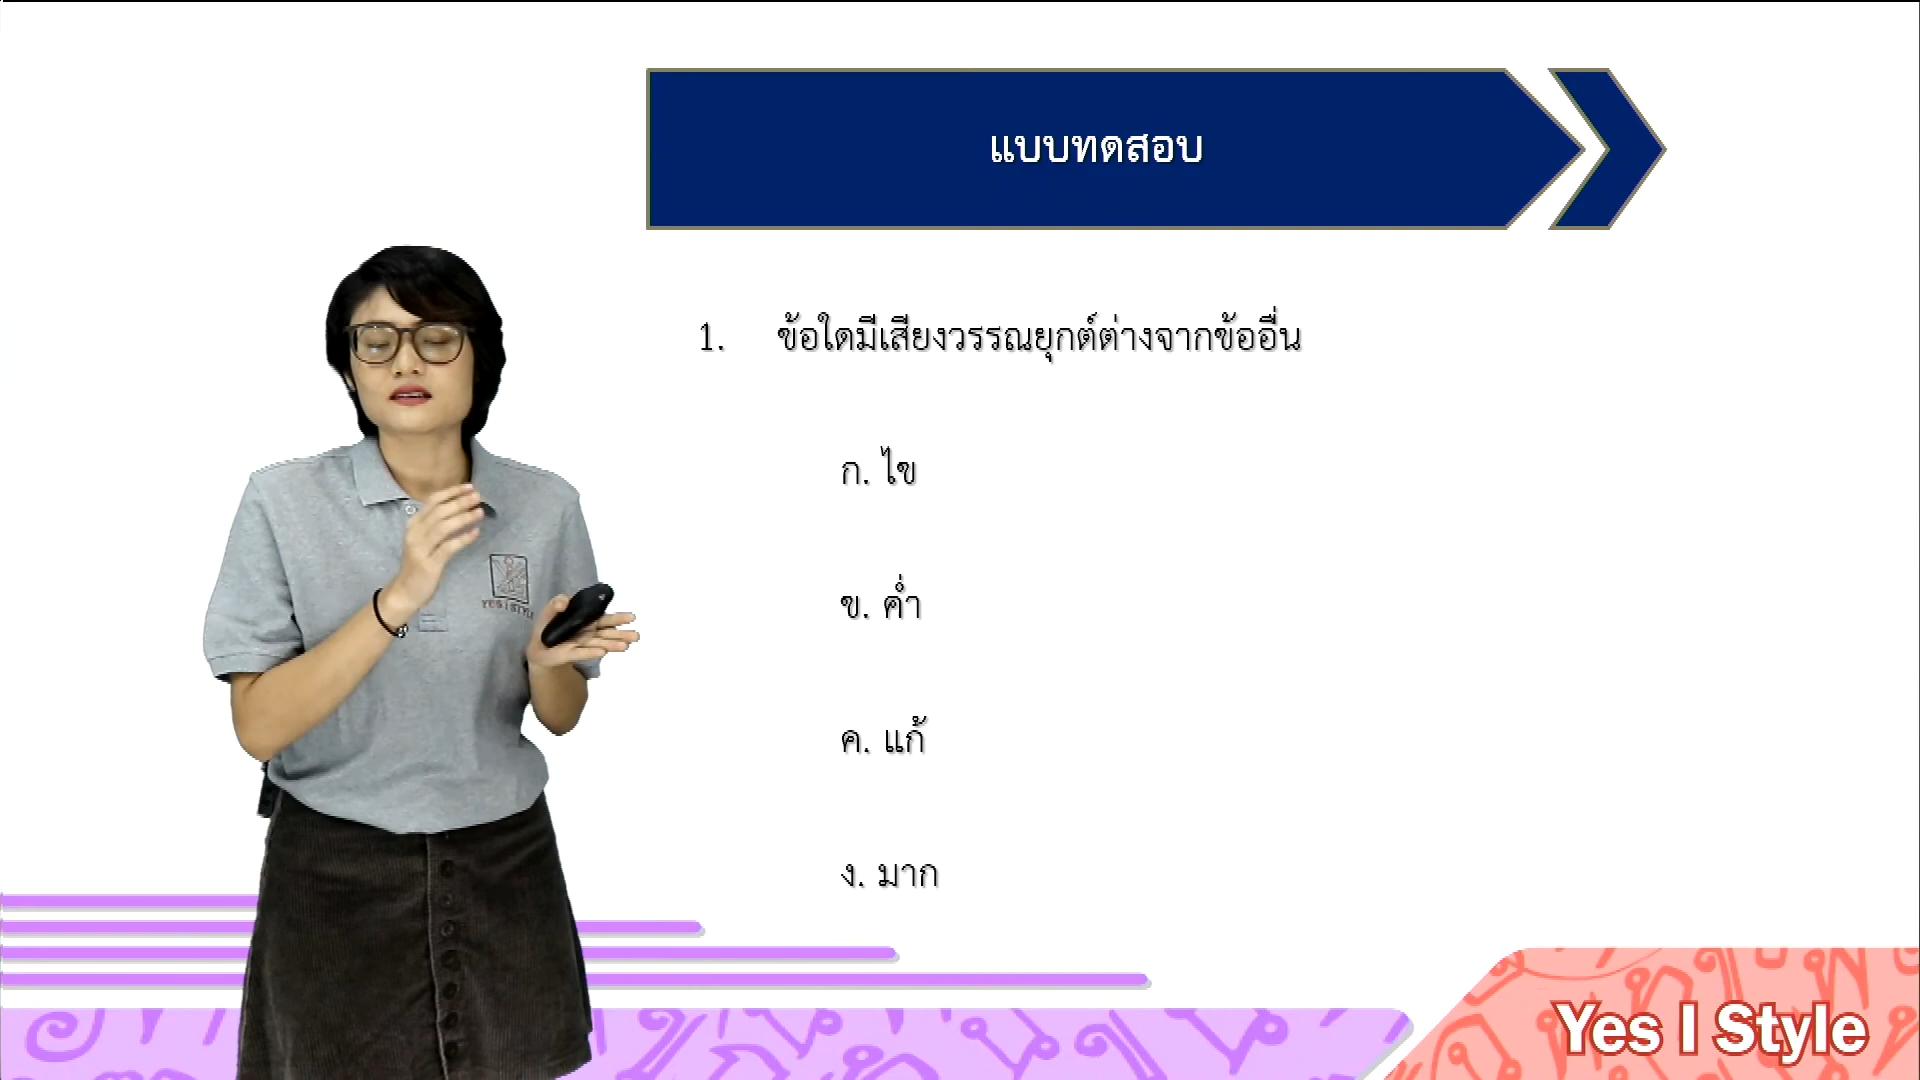 แบบทดสอบ
1. ข้อใดมีเสียงวรรณยุกต์ต่างจากข้ออื่น
ก. ไข
ข. ค่ำ
ค. แก้
ง. มาก
YES I STYLE
Yes I Style